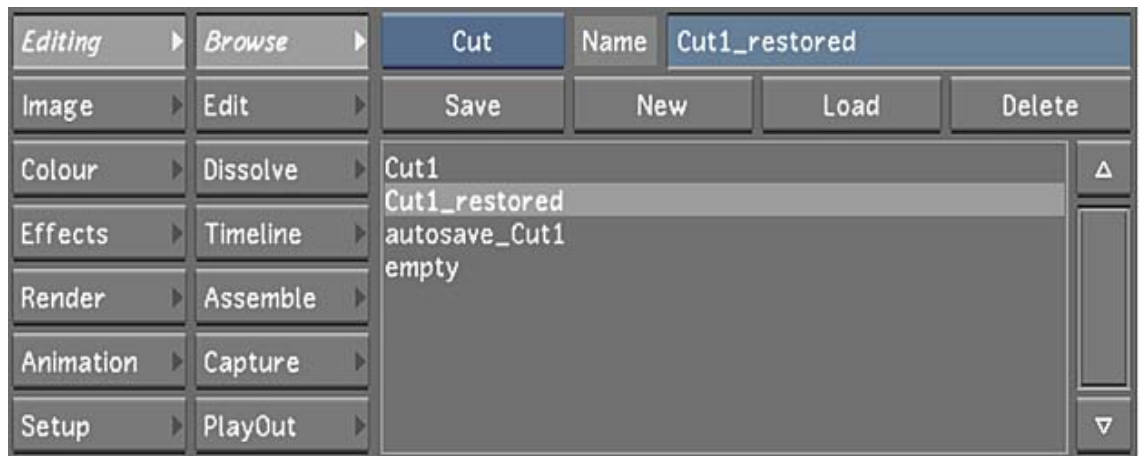 Editing Browse Cut Name Cut1_restored
Image Edit Save New Load Delete
Colour Dissolve Cut1
Cut1_restored
Effects Timeline autosave_Cut1
empty
Render Assemble
Animation Capture
Setup PlayOut